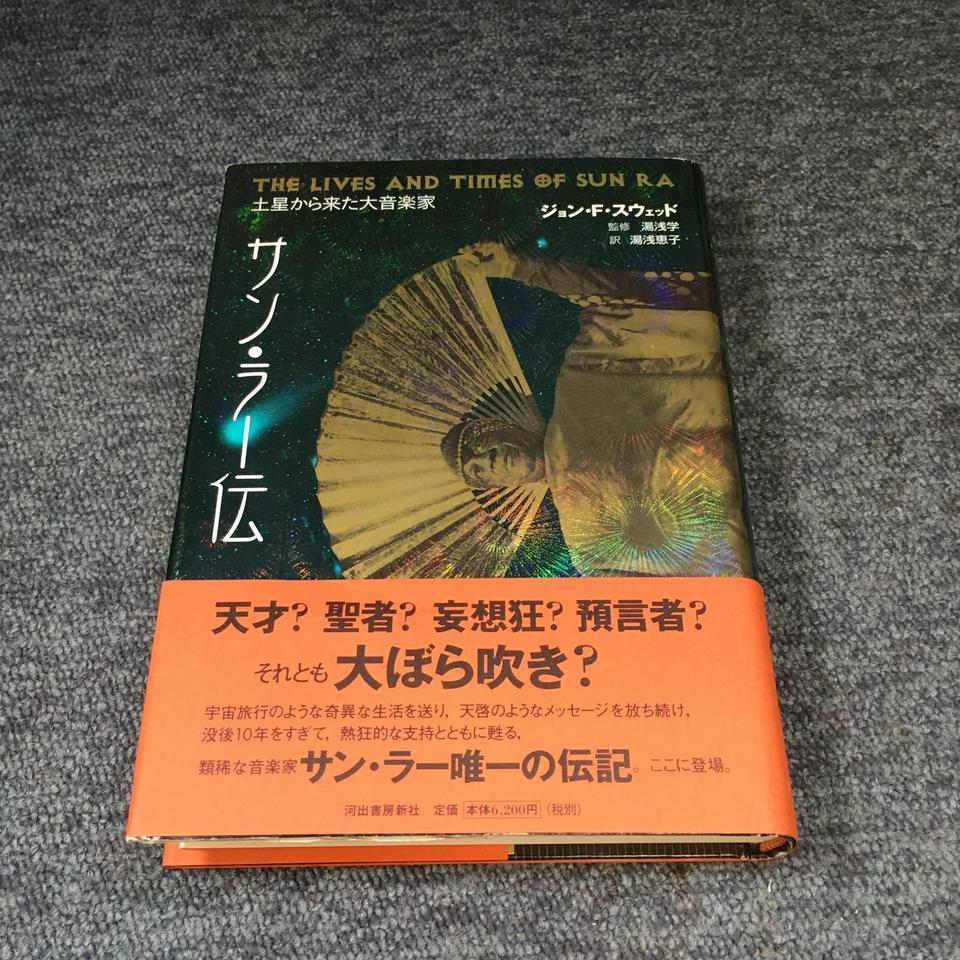 THE LIVES AND TIMES OF SUN RA
土星から来た大音楽家
サン・ラー伝
ジョン・F・スウェッド
監修 湯浅学
訳 湯浅恵子
天才? 聖者? 妄想狂? 預言者?
それとも 大ぼら吹き?
宇宙旅行のような奇異な生活を送り, 天啓のようなメッセージを放ち続け,
没後10年をすぎて, 熱狂的な支持とともに甦る,
類稀な音楽家 サン・ラー唯一の伝記。ここに登場。
河出書房新社 定価 本体6,200円 (税別)